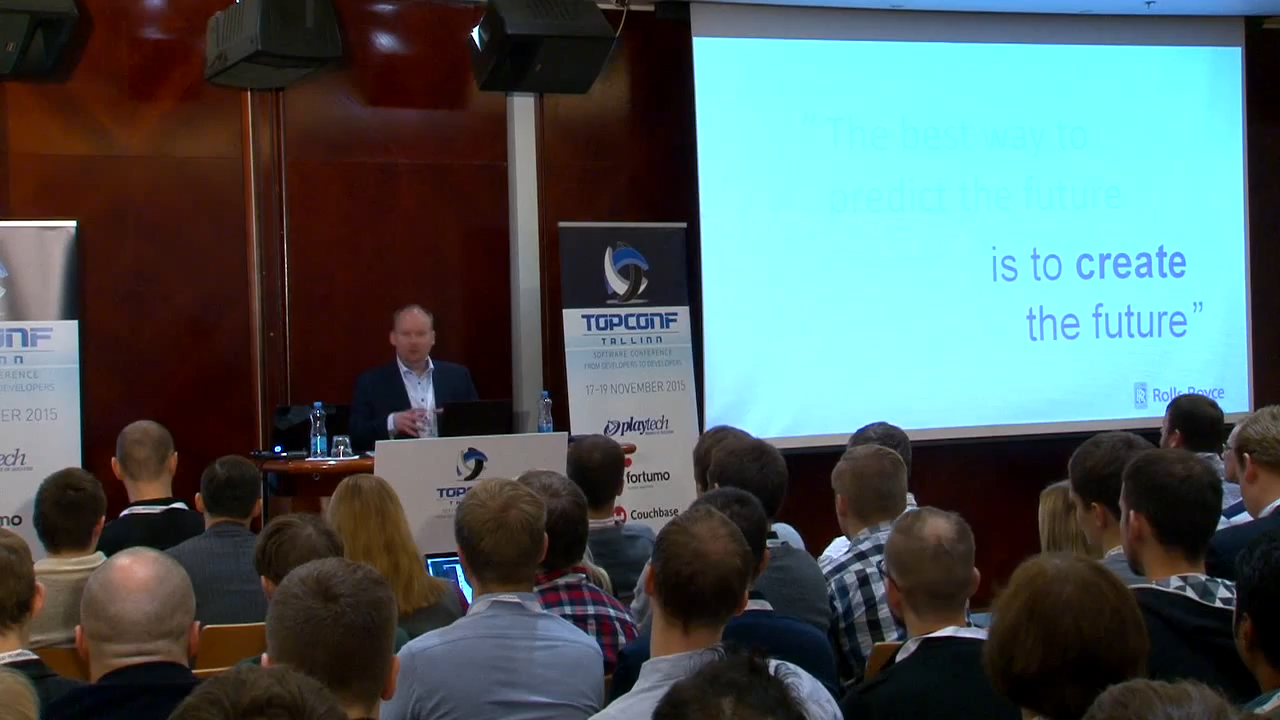 “The best way to
predict the future
is to create
the future”
Rolls-Royce
TOPCONF
TALLINN
SOFTWARE CONFERENCE
FROM DEVELOPERS TO DEVELOPERS
17-19 NOVEMBER 2015
playtech
fortumo
Couchbase